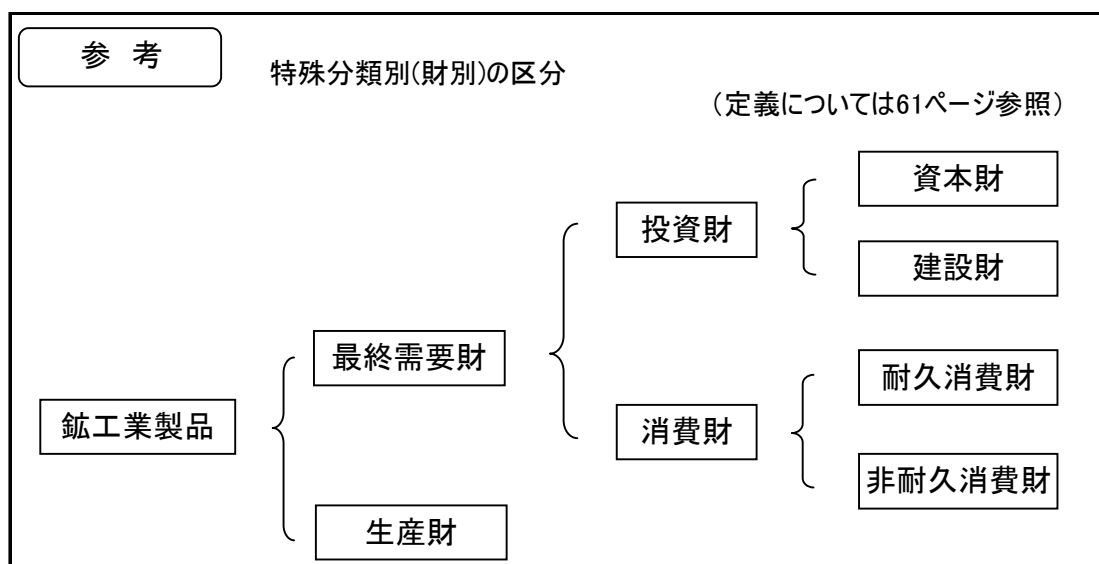 参 考
特殊分類別(財別)の区分
(定義については61ページ参照)
資本財
投資財
建設財
最終需要財
耐久消費財
鉱工業製品
消費財
非耐久消費財
生産財